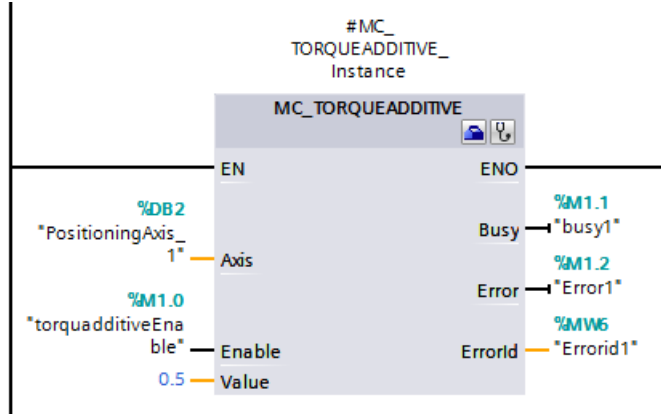 #MC_
TORQUEADDITIVE_
Instance
MC_TORQUEADDITIVE
EN
ENO
%DB2
"PositioningAxis_
1"
Axis
%M1.1
Busy
"busy1"
%M1.2
Error
"Error1"
%M1.0
"torquadditiveEna
ble"
Enable
%MW6
ErrorId
"Errorid1"
0.5
Value